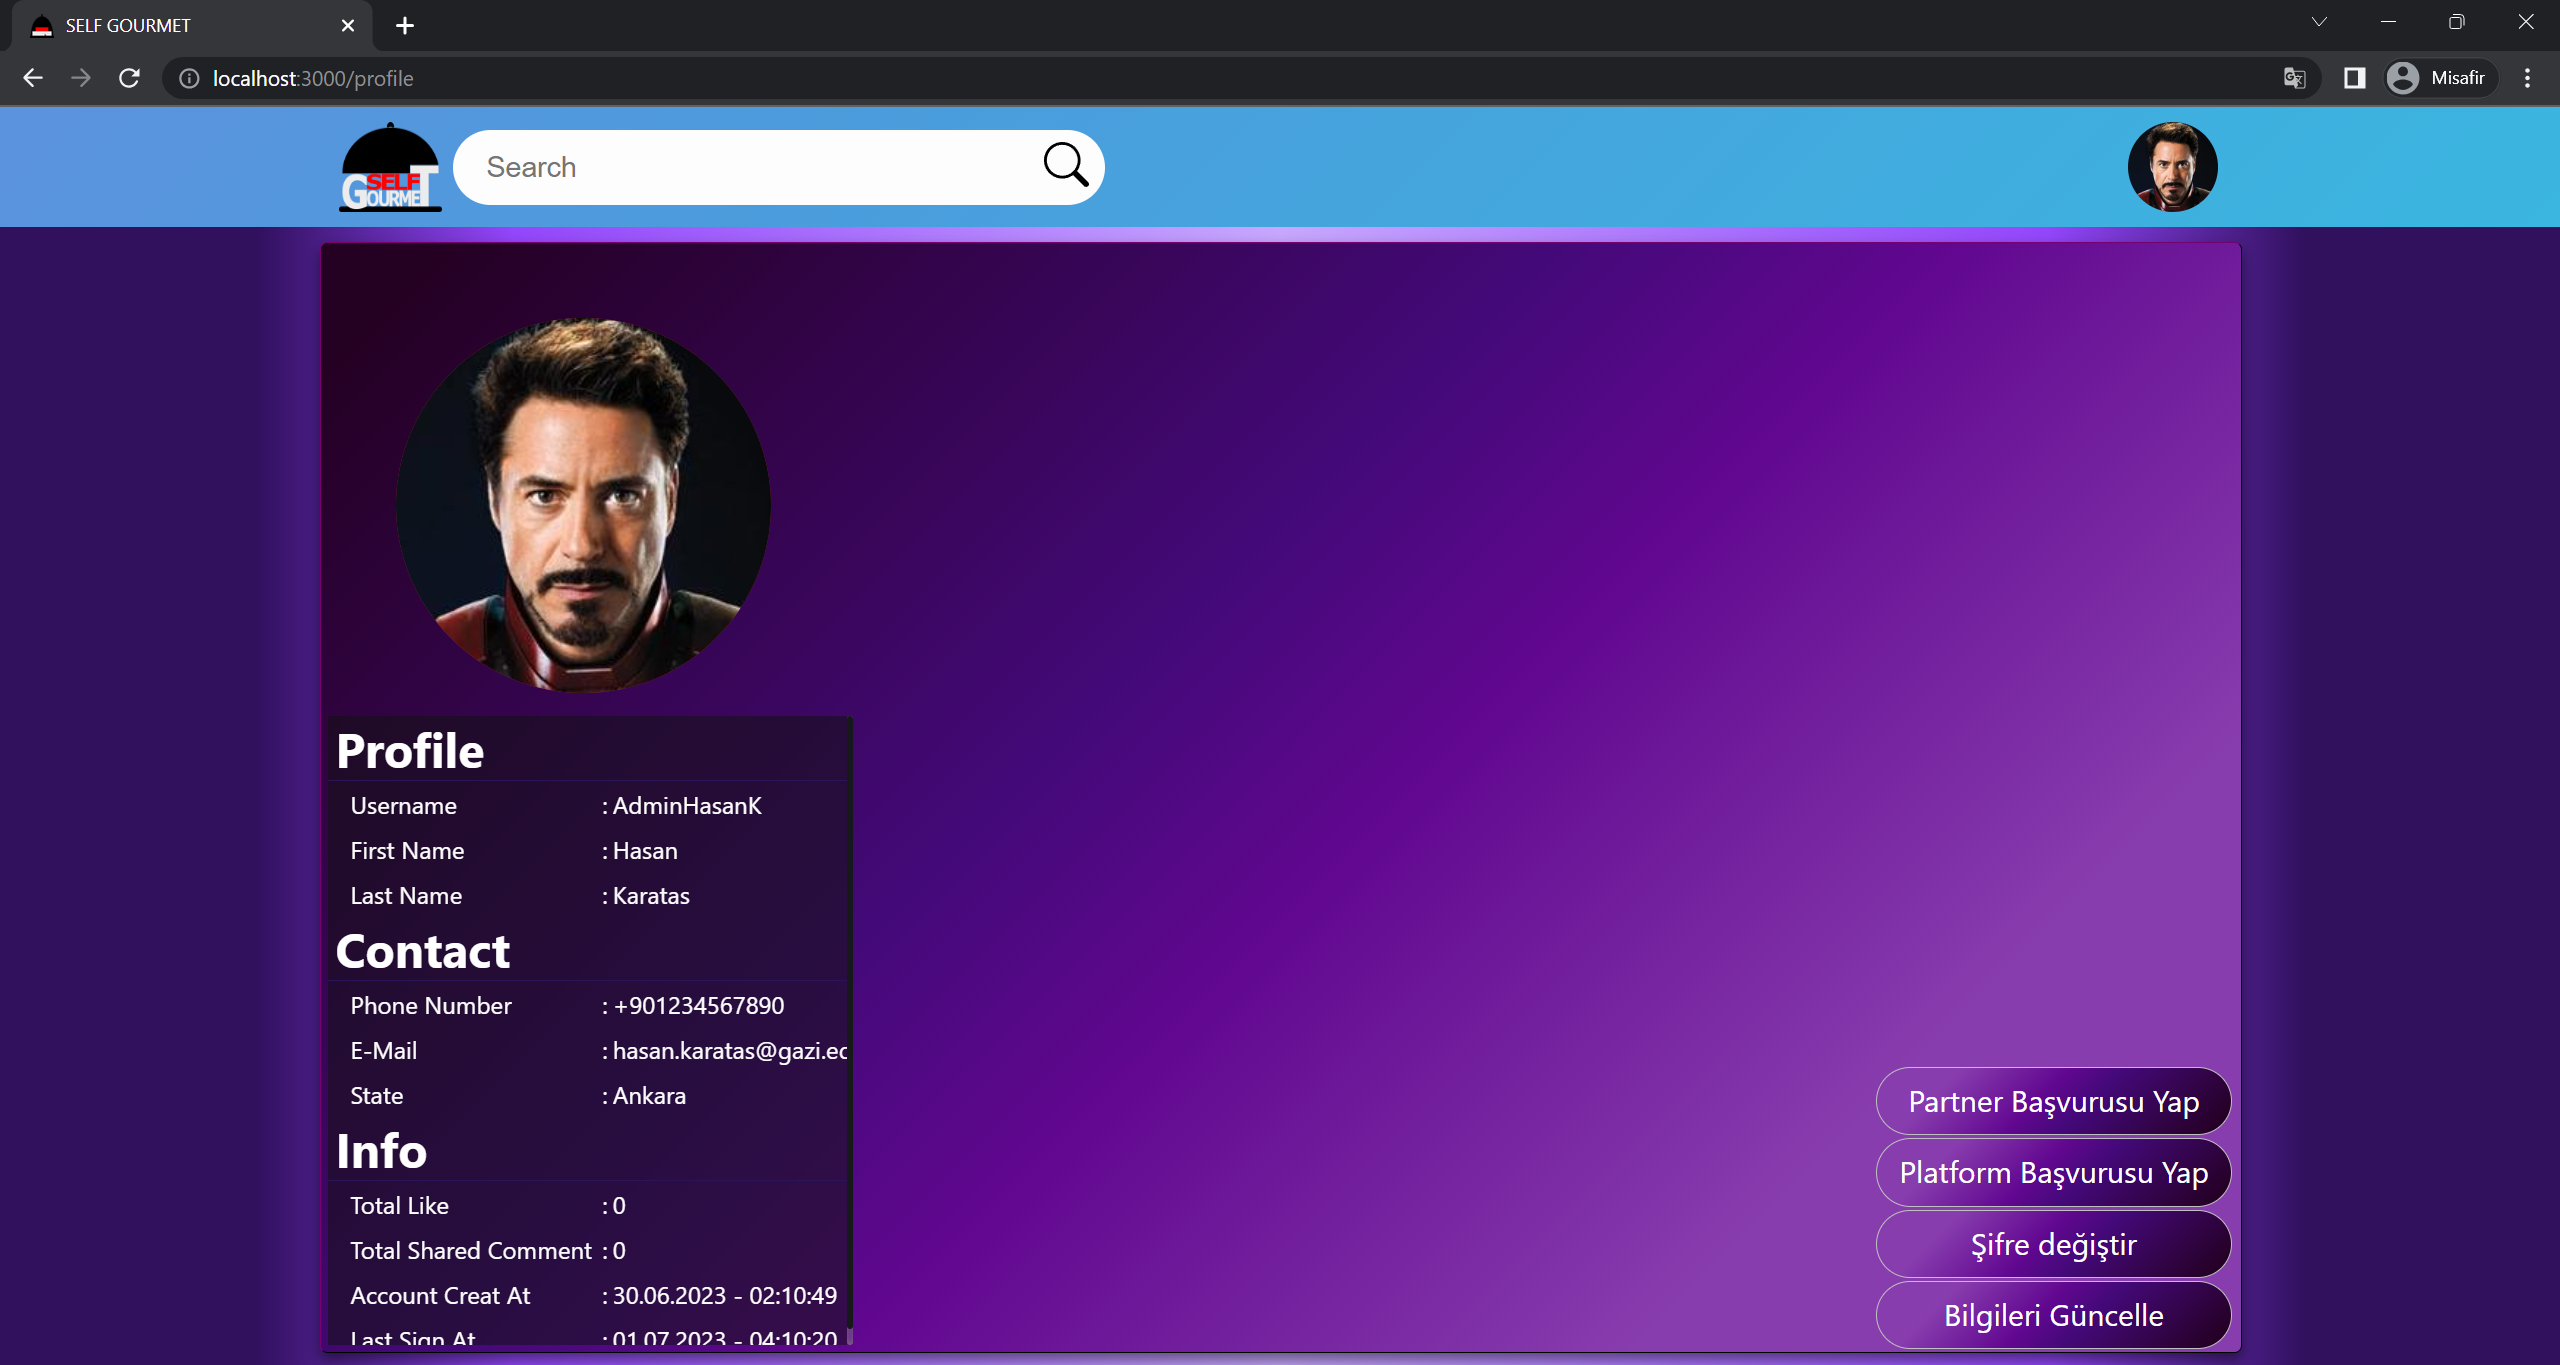 SELF GOURMET
localhost:3000/profile
Misafir
SELF
GOURMET
Search
Profile
Username : AdminHasanK
First Name : Hasan
Last Name : Karatas
Contact
Phone Number : +901234567890
E-Mail : hasan.karatas@gazi.ec
State : Ankara
Info
Total Like : 0
Total Shared Comment : 0
Account Creat At : 30.06.2023 - 02:10:49
Last Sign At : 01.07.2023 - 04:10:20
Partner Başvurusu Yap
Platform Başvurusu Yap
Şifre değiştir
Bilgileri Güncelle